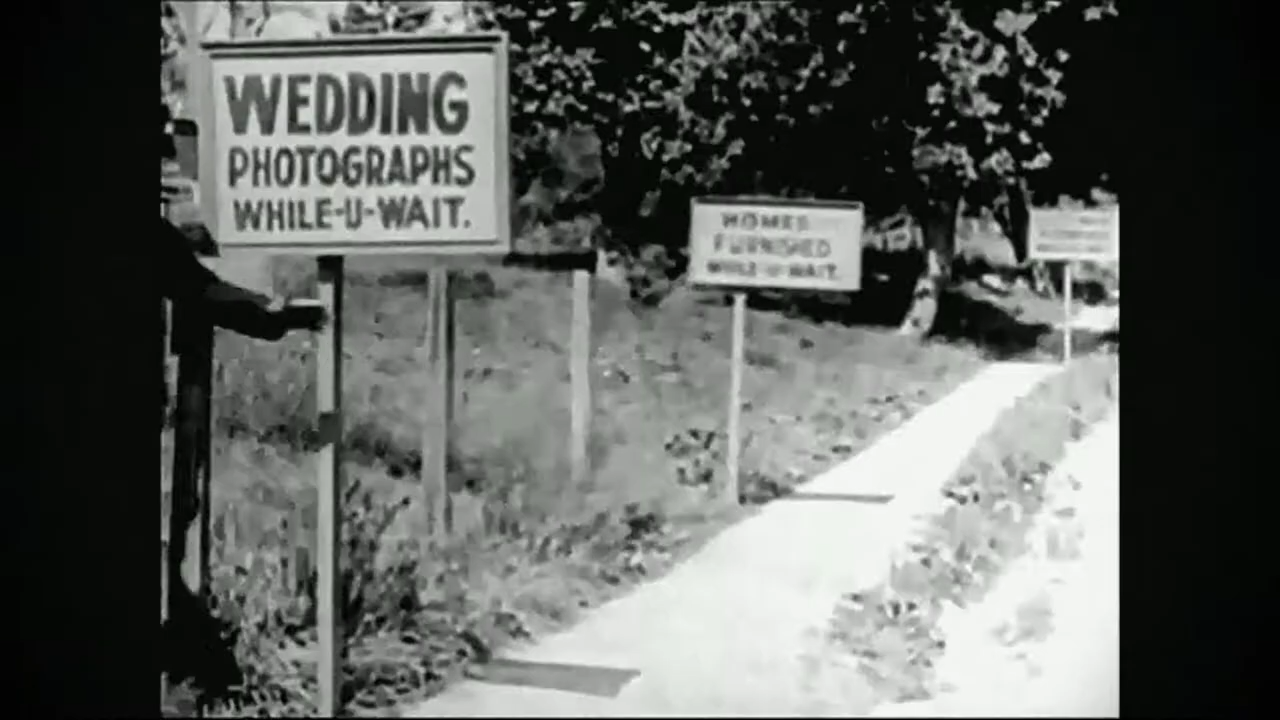 WEDDING
PHOTOGRAPHS
WHILE-U-WAIT.
HOMES
FURNISHED
WHILE-U-WAIT.